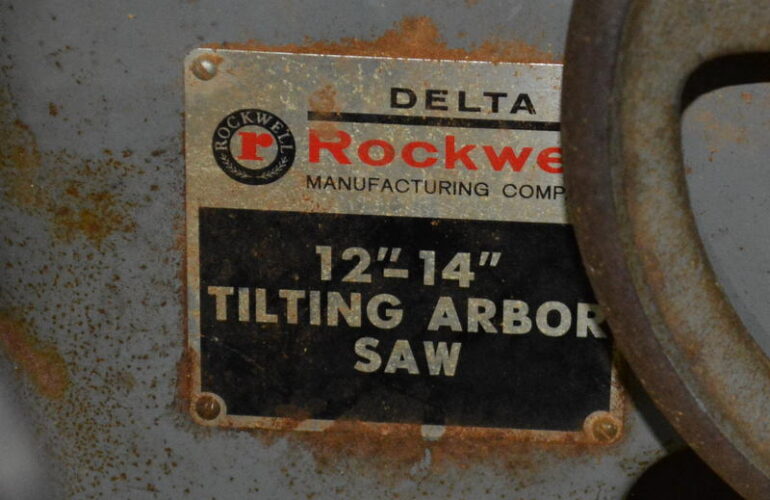 DELTA
ROCKWELL
r
Rockwe
MANUFACTURING COMP
12"-14"
TILTING ARBOR
SAW